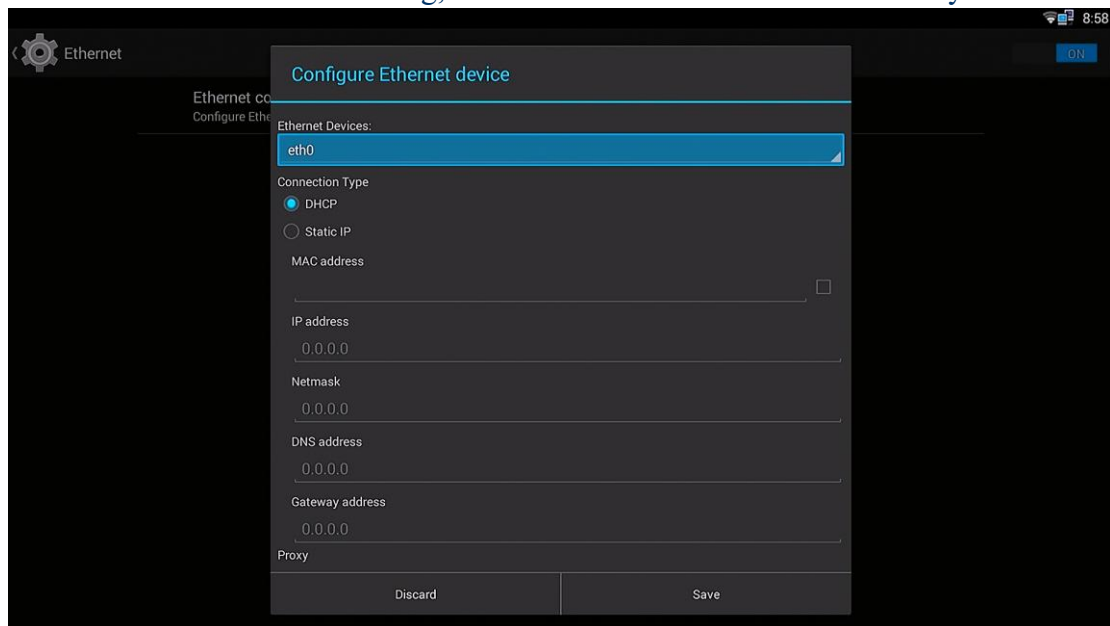 8:58
Ethernet
ON
Configure Ethernet device
Ethernet co
Configure Ethe
Ethernet Devices:
eth0
Connection Type
DHCP
Static IP
MAC address
IP address
0.0.0.0
Netmask
0.0.0.0
DNS address
0.0.0.0
Gateway address
0.0.0.0
Proxy
Discard
Save